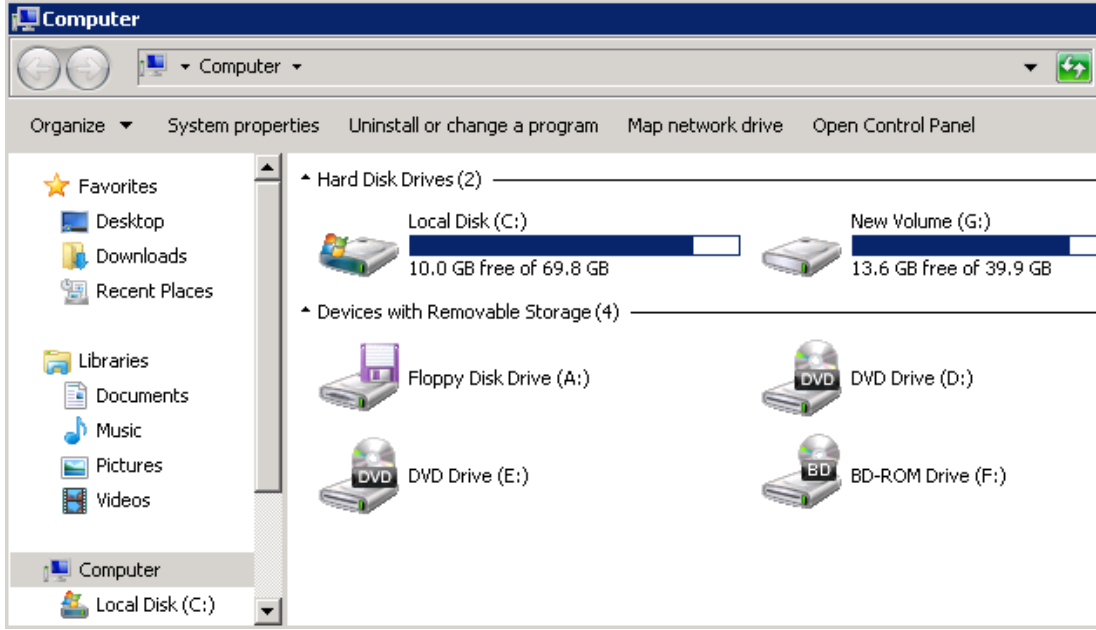 Computer
Computer
Organize System properties Uninstall or change a program Map network drive Open Control Panel
Favorites
Desktop
Downloads
Recent Places
Libraries
Documents
Music
Pictures
Videos
Computer
Local Disk (C:)
Hard Disk Drives (2)
Local Disk (C:)
10.0 GB free of 69.8 GB
New Volume (G:)
13.6 GB free of 39.9 GB
Devices with Removable Storage (4)
Floppy Disk Drive (A:)
DVD
DVD Drive (D:)
DVD
DVD Drive (E:)
BD
BD-ROM Drive (F:)